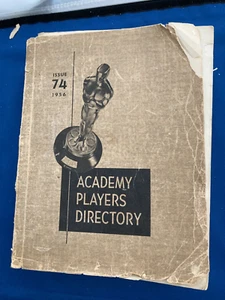 ISSUE
74
1956
ACADEMY
PLAYERS
DIRECTORY